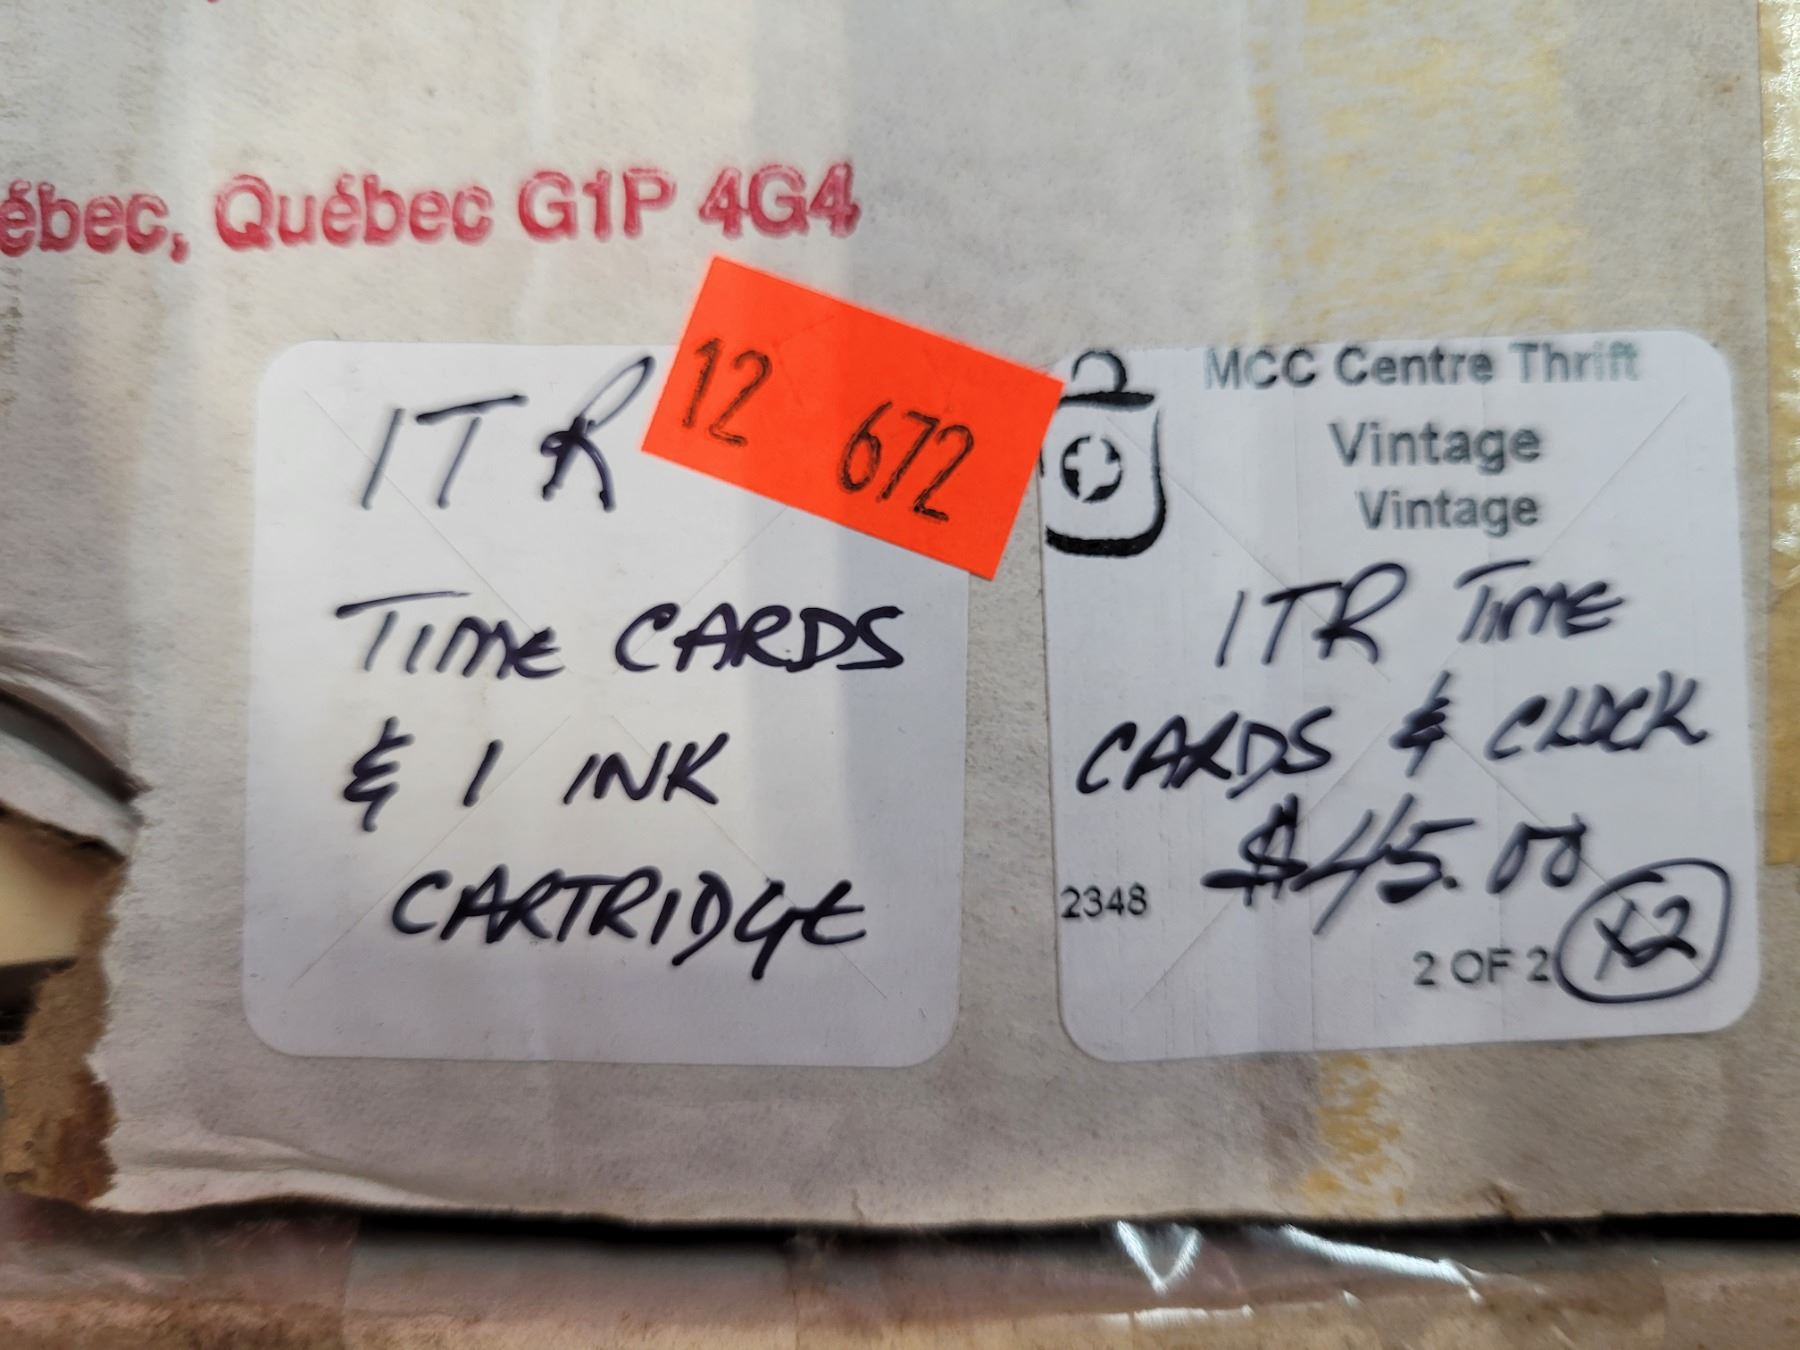 ébec, Québec G1P 4G4
12 672
ITR
TIME CARDS
& 1 INK
CARTRIDGE
MCC Centre Thrift
Vintage
Vintage
ITR TIME
CARDS & CLOCK
$45.00
2348
2 OF 2 X2